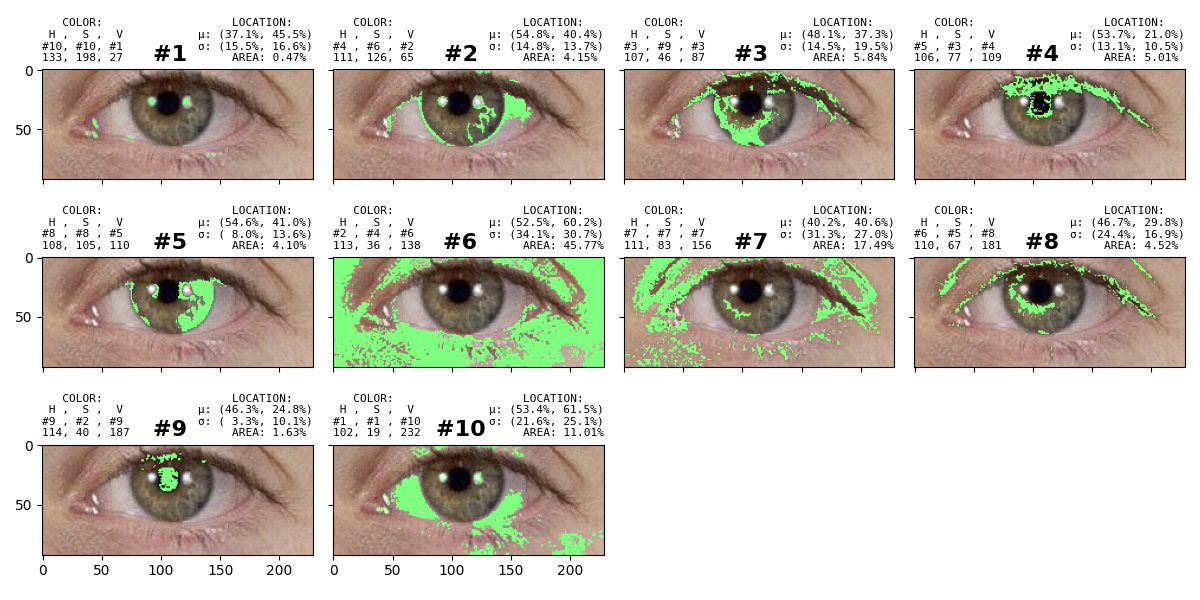 COLOR: LOCATION:
H , S , V μ: (37.1%, 45.5%)
#10, #10, #1 σ: (15.5%, 16.6%)
133, 198, 27 #1 AREA: 0.47%
COLOR: LOCATION:
H , S , V μ: (54.8%, 40.4%)
#4 , #6 , #2 σ: (14.8%, 13.7%)
111, 126, 65 #2 AREA: 4.15%
COLOR: LOCATION:
H , S , V μ: (48.1%, 37.3%)
#3 , #9 , #3 σ: (14.5%, 19.5%)
107, 46 , 87 #3 AREA: 5.84%
COLOR: LOCATION:
H , S , V μ: (53.7%, 21.0%)
#5 , #3 , #4 σ: (13.1%, 10.5%)
106, 77 , 109 #4 AREA: 5.01%
0
50
COLOR: LOCATION:
H , S , V μ: (54.6%, 41.0%)
#8 , #8 , #5 σ: ( 8.0%, 13.6%)
108, 105, 110 #5 AREA: 4.10%
COLOR: LOCATION:
H , S , V μ: (52.5%, 60.2%)
#2 , #4 , #6 σ: (34.1%, 30.7%)
113, 36 , 138 #6 AREA: 45.77%
COLOR: LOCATION:
H , S , V μ: (40.2%, 40.6%)
#7 , #7 , #7 σ: (31.3%, 27.0%)
111, 83 , 156 #7 AREA: 17.49%
COLOR: LOCATION:
H , S , V μ: (46.7%, 29.8%)
#6 , #5 , #8 σ: (24.4%, 16.9%)
110, 67 , 181 #8 AREA: 4.52%
0
50
COLOR: LOCATION:
H , S , V μ: (46.3%, 24.8%)
#9 , #2 , #9 σ: ( 3.3%, 10.1%)
114, 40 , 187 #9 AREA: 1.63%
COLOR: LOCATION:
H , S , V μ: (53.4%, 61.5%)
#1 , #1 , #10 σ: (21.6%, 25.1%)
102, 19 , 232 #10 AREA: 11.01%
0
50
0 50 100 150 200
0 50 100 150 200